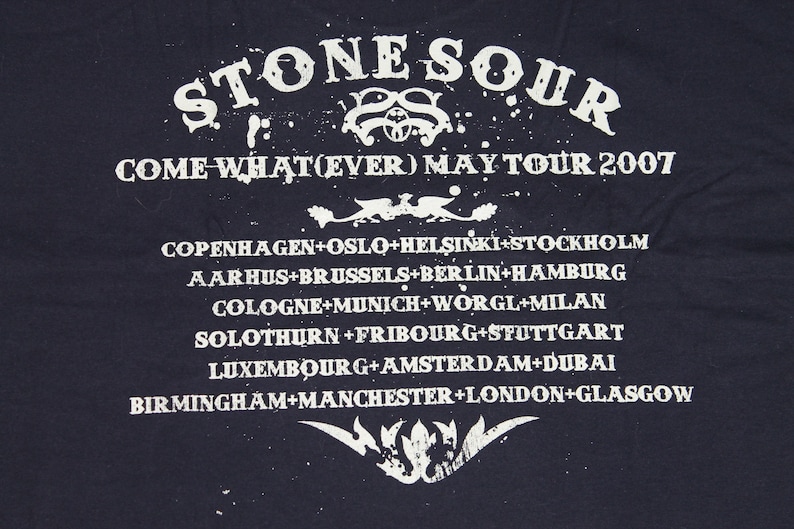 STONE SOUR
COME WHAT(EVER) MAY TOUR 2007
COPENHAGEN+OSLO+HELSINKI+STOCKHOLM
AARHUS+BRUSSELS+BERLIN+HAMBURG
COLOGNE+MUNICH+WORGL+MILAN
SOLOTHURN+FRIBOURG+STUTTGART
LUXEMBOURG+AMSTERDAM+DUBAI
BIRMINGHAM+MANCHESTER+LONDON+GLASGOW